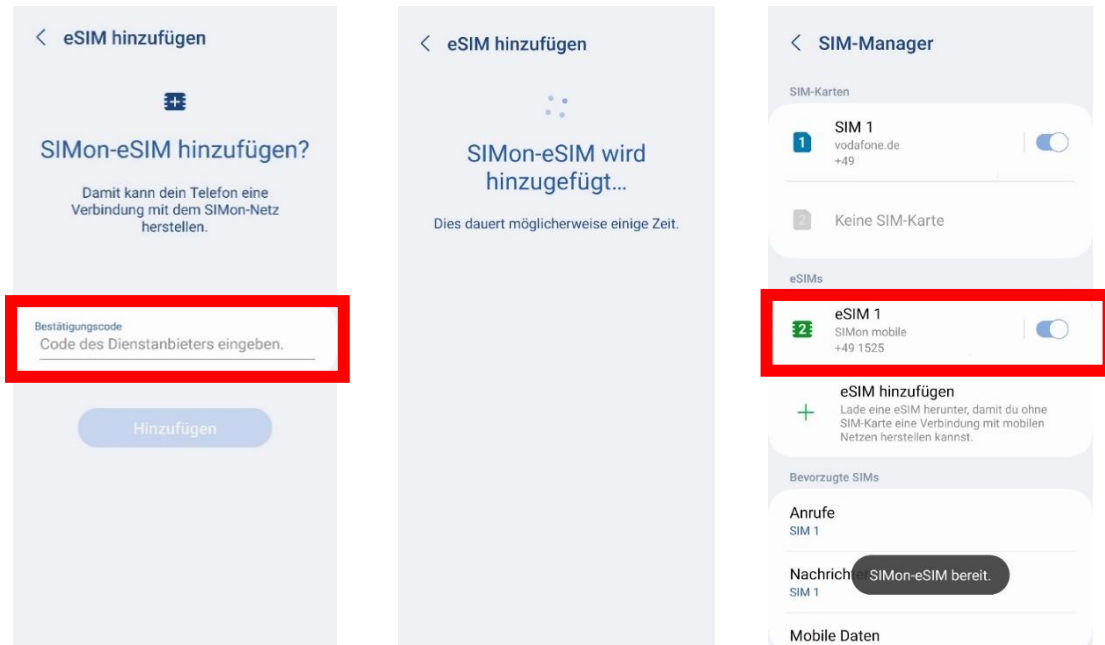 eSIM hinzufügen
SIMon-eSIM hinzufügen?
Damit kann dein Telefon eine
Verbindung mit dem SIMon-Netz
herstellen.
Bestätigungscode
Code des Dienstanbieters eingeben.
Hinzufügen
eSIM hinzufügen
SIMon-eSIM wird
hinzugefügt...
Dies dauert möglicherweise einige Zeit.
SIM-Manager
SIM-Karten
1
SIM 1
vodafone.de
+49
2
Keine SIM-Karte
eSIMs
2
eSIM 1
SIMon mobile
+49 1525
eSIM hinzufügen
Lade eine eSIM herunter, damit du ohne
SIM-Karte eine Verbindung mit mobilen
Netzen herstellen kannst.
Bevorzugte SIMs
Anrufe
SIM 1
SIMon-eSIM bereit.
SIM 1
Mobile Daten